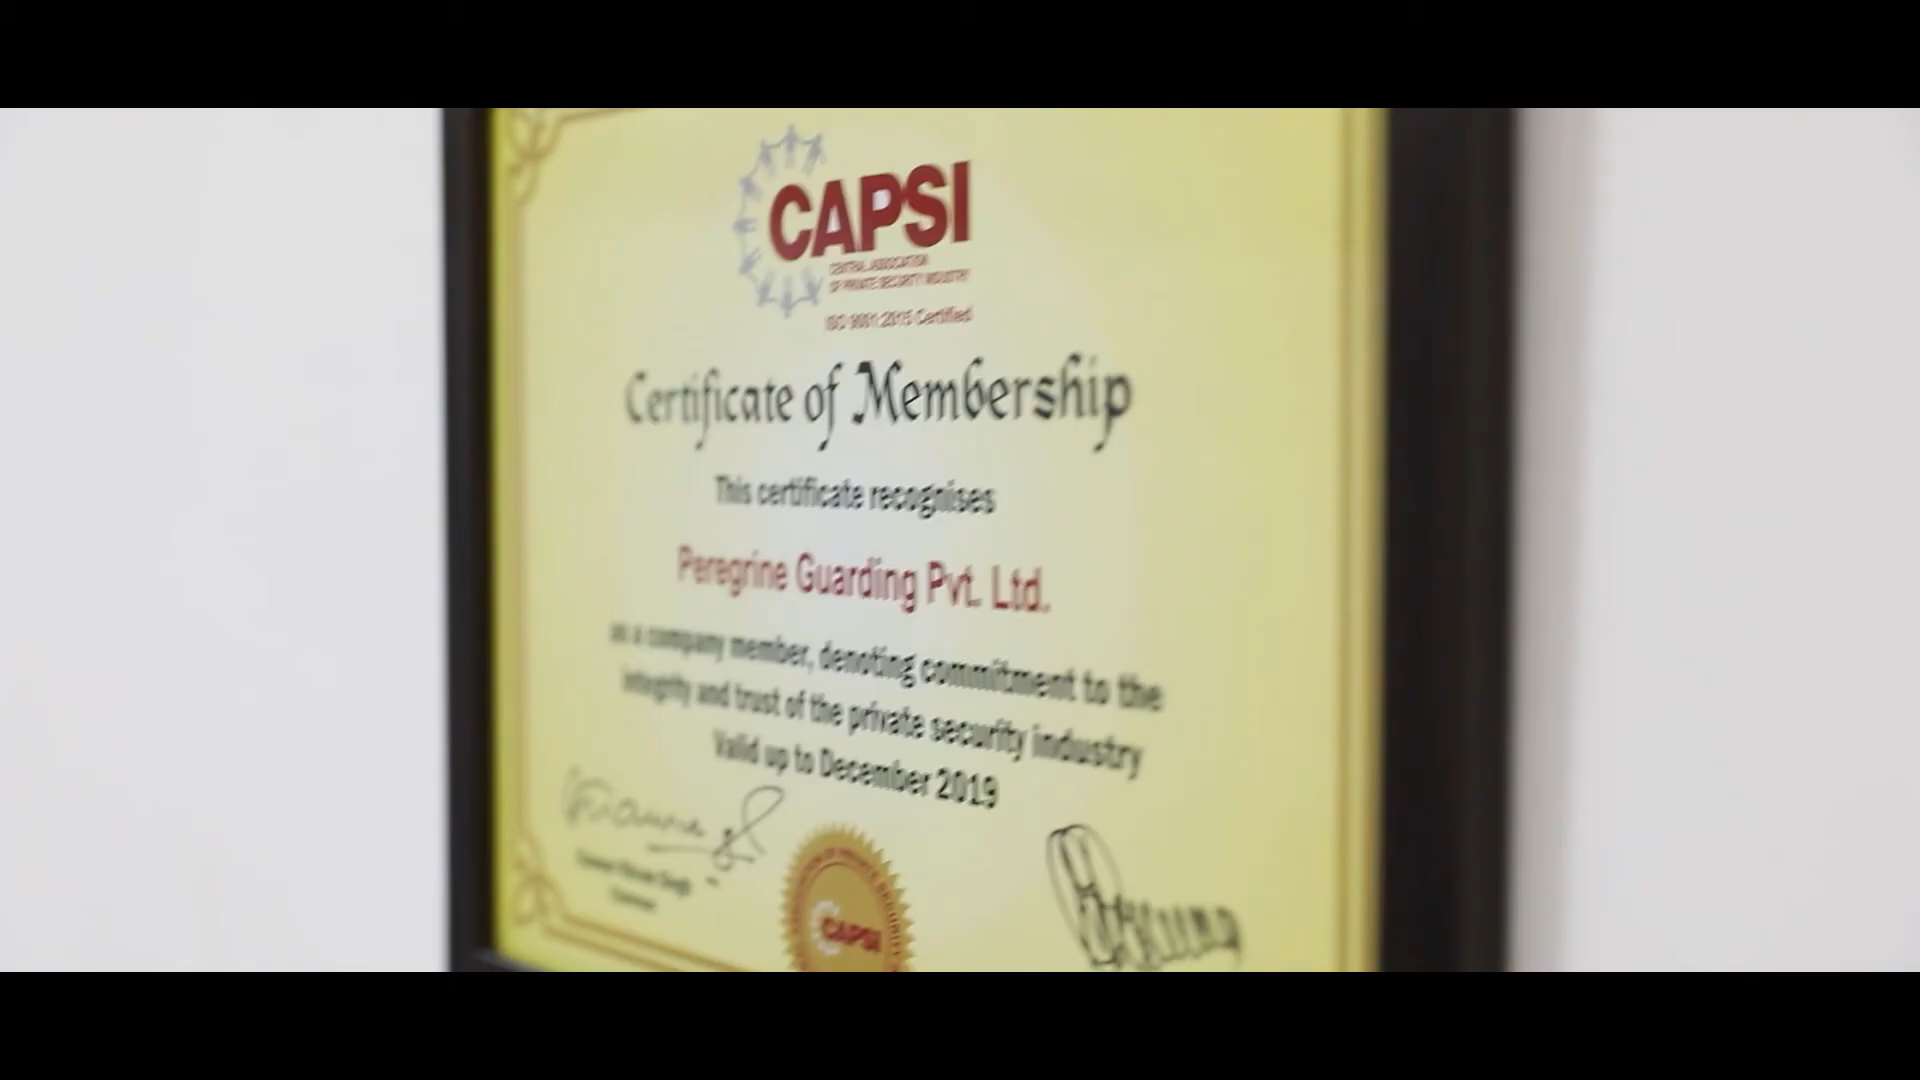 CAPSI
CENTRAL ASSOCIATION
OF PRIVATE SECURITY INDUSTRY
ISO 9001:2015 Certified
Certificate of Membership
This certificate recognises
Peregrine Guarding Pvt. Ltd.
as a company member, denoting commitment to the
integrity and trust of the private security industry
Valid up to December 2019
CAPSI